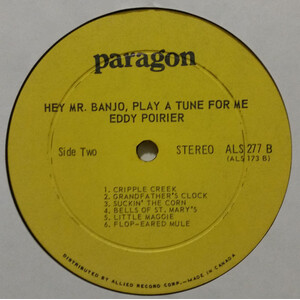 paragon
HEY MR. BANJO, PLAY A TUNE FOR ME
EDDY POIRIER
Side Two STEREO ALS 277 B
(ALS 173 B)
1. CRIPPLE CREEK
2. GRANDFATHER'S CLOCK
3. SUCKIN' THE CORN
4. BELLS OF ST. MARY'S
5. LITTLE MAGGIE
6. FLOP-EARED MULE
DISTRIBUTED BY ALLIED RECORD CORP.—MADE IN CANADA